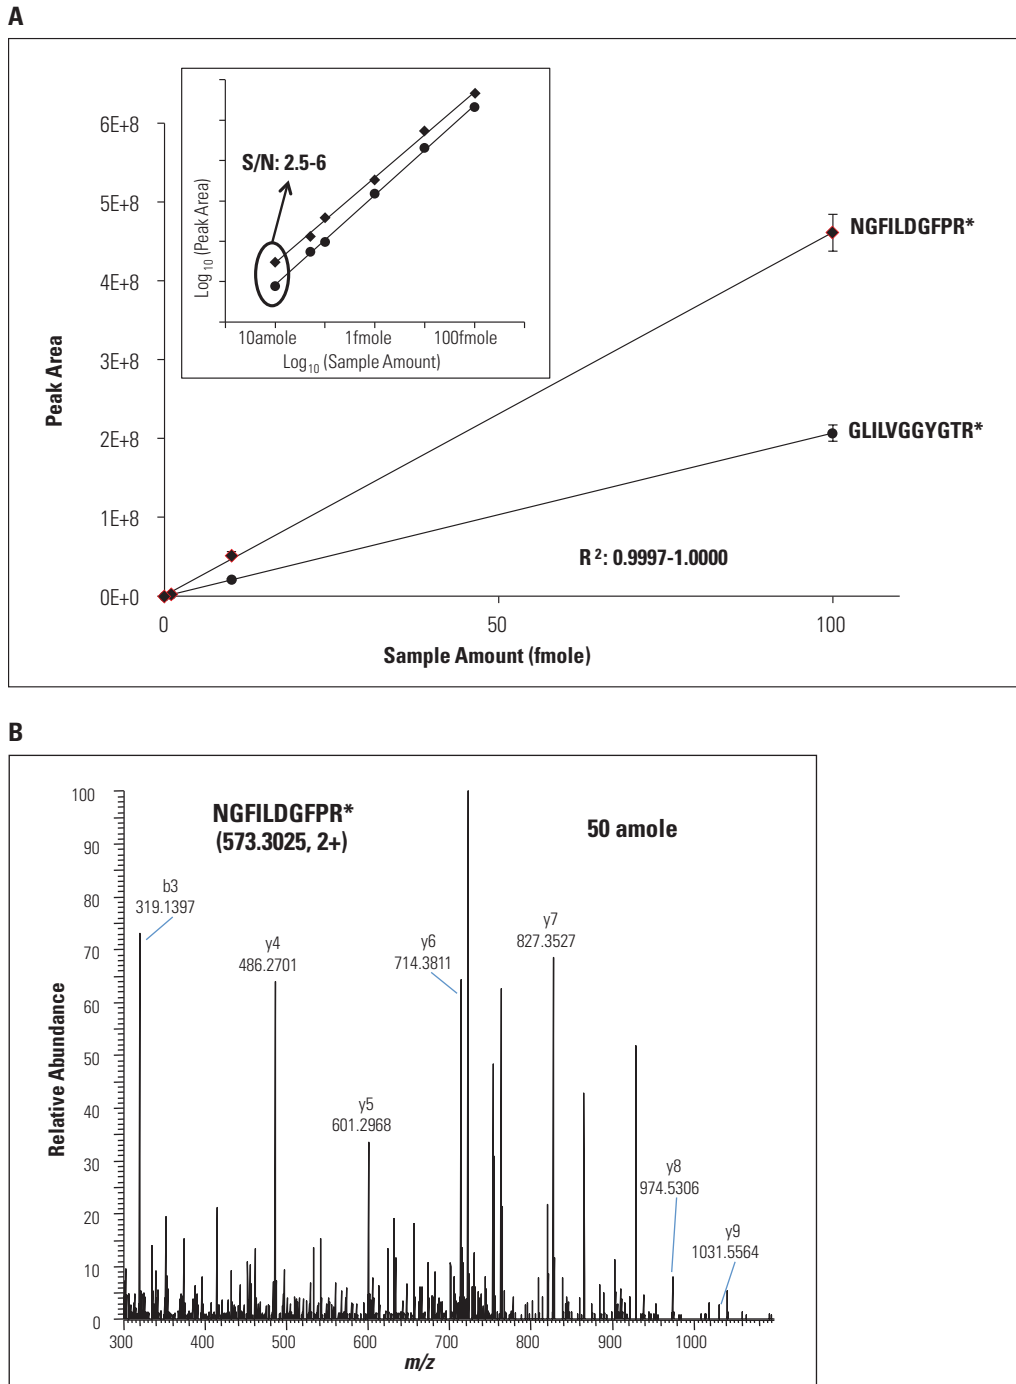 A
6E+8
5E+8
4E+8
3E+8
2E+8
1E+8
0E+0
Peak Area
0
50
100
Sample Amount (fmole)
NGFILDGFPR*
GLILVGGYGTR*
R²: 0.9997-1.0000
S/N: 2.5-6
Log₁₀ (Peak Area)
10amole
1fmole
100fmole
Log₁₀ (Sample Amount)
B
NGFILDGFPR*
(573.3025, 2+)
50 amole
100
90
80
70
60
50
40
30
20
10
0
Relative Abundance
b3
319.1397
y4
486.2701
y5
601.2968
y6
714.3811
y7
827.3527
y8
974.5306
y9
1031.5564
300
400
500
600
700
800
900
1000
m/z